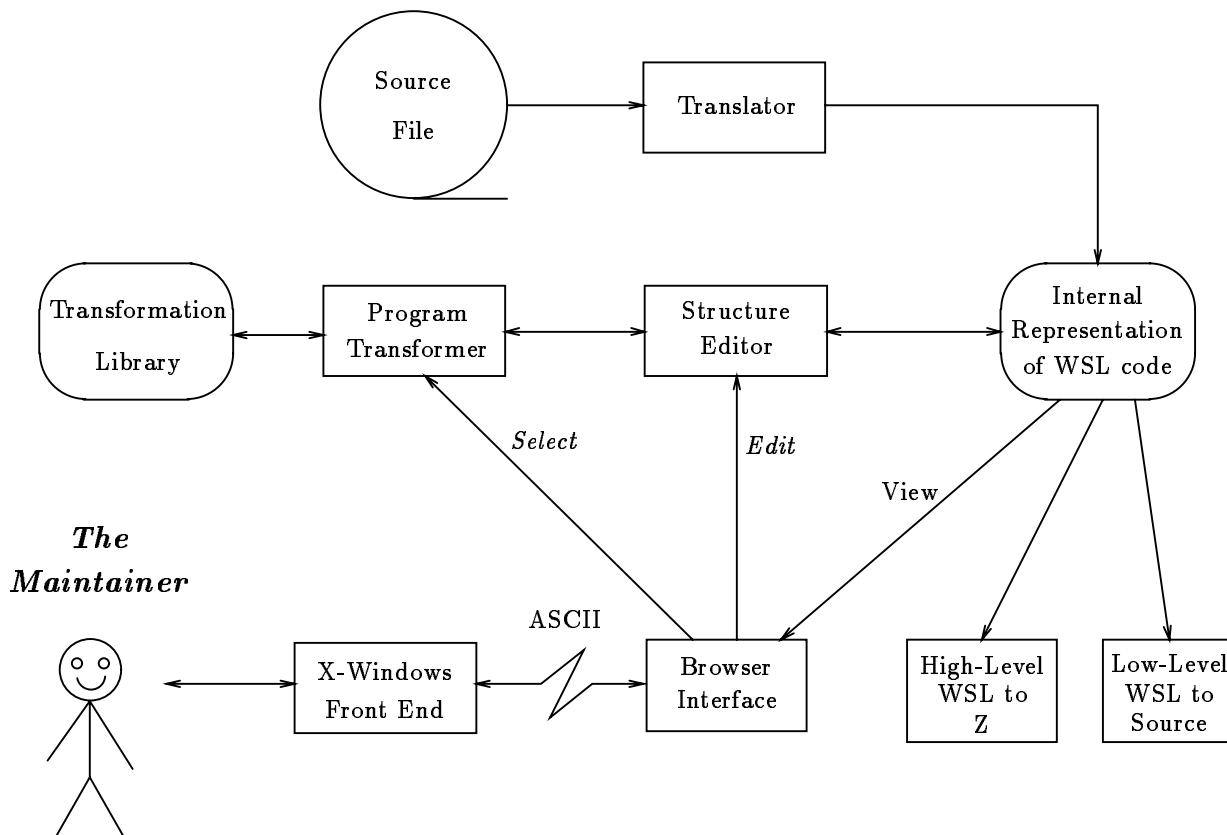 Source
File
Translator
Transformation
Library
Program
Transformer
Structure
Editor
Internal
Representation
of WSL code
Select
Edit
View
The
Maintainer
ASCII
X-Windows
Front End
Browser
Interface
High-Level
WSL to
Z
Low-Level
WSL to
Source